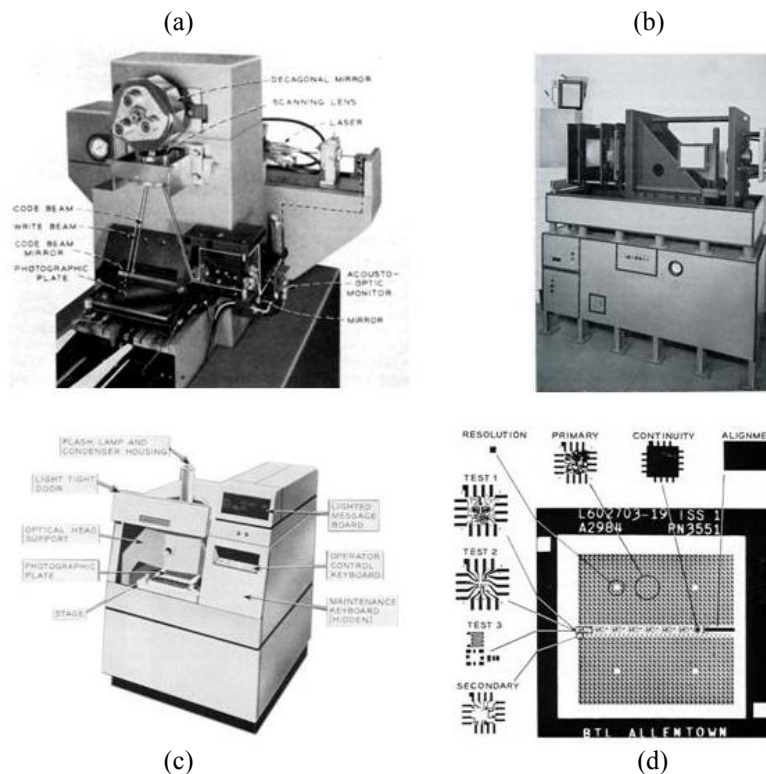 (a)
(b)
DECAGONAL MIRROR
SCANNING LENS
LASER
CODE BEAM
WRITE BEAM
CODE BEAM
MIRROR
PHOTOGRAPHIC
PLATE
ACOUSTO-
OPTIC
MONITOR
MIRROR
FLASH LAMP AND
CONDENSER HOUSING
LIGHT TIGHT
DOOR
OPTICAL HEAD
SUPPORT
PHOTOGRAPHIC
PLATE
STAGE
LIGHTED
MESSAGE
BOARD
OPERATOR
CONTROL
KEYBOARD
MAINTENANCE
KEYBOARD
(HIDDEN)
RESOLUTION
PRIMARY
CONTINUITY
ALIGNME
TEST 1
TEST 2
TEST 3
SECONDARY
L602703-19 ISS 1
A2984 RN3551
BTL ALLENTOWN
(c)
(d)